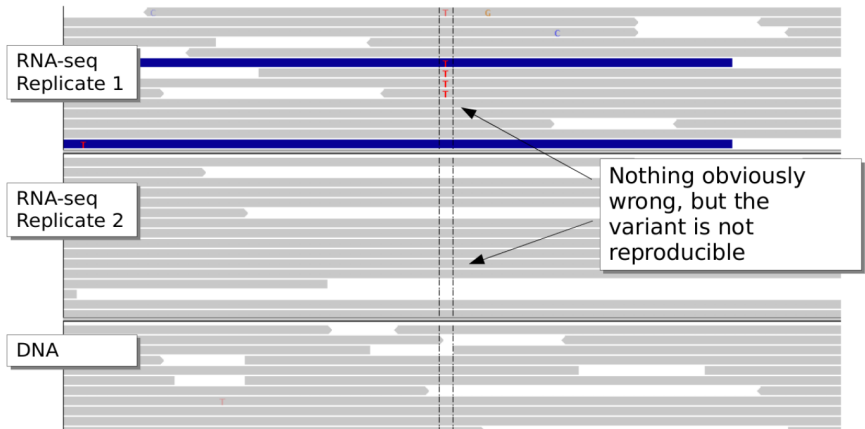 C
T
G
C
RNA-seq
Replicate 1
T
T
T
T
T
RNA-seq
Replicate 2
Nothing obviously
wrong, but the
variant is not
reproducible
DNA
T